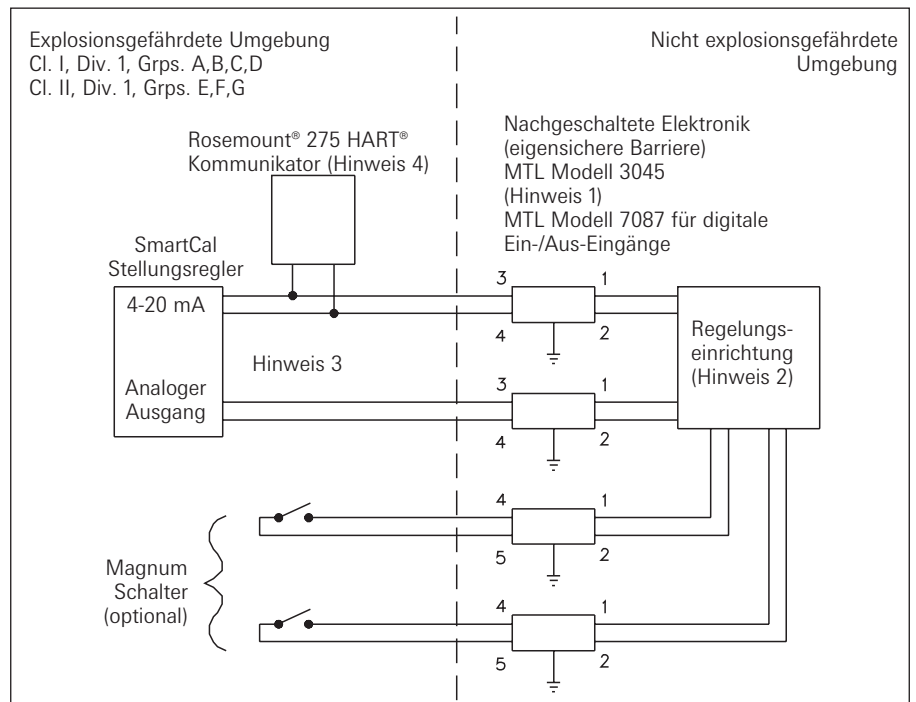 Explosionsgefährdete Umgebung
Cl. I, Div. 1, Grps. A,B,C,D
Cl. II, Div. 1, Grps. E,F,G
Nicht explosionsgefährdete
Umgebung
Rosemount® 275 HART®
Kommunikator (Hinweis 4)
Nachgeschaltete Elektronik
(eigensichere Barriere)
MTL Modell 3045
(Hinweis 1)
MTL Modell 7087 für digitale
Ein-/Aus-Eingänge
SmartCal
Stellungsregler
4-20 mA
Analoger
Ausgang
Hinweis 3
3 1
4 2
3 1
4 2
Regelungs-
einrichtung
(Hinweis 2)
Magnum
Schalter
(optional)
4 1
5 2
4 1
5 2